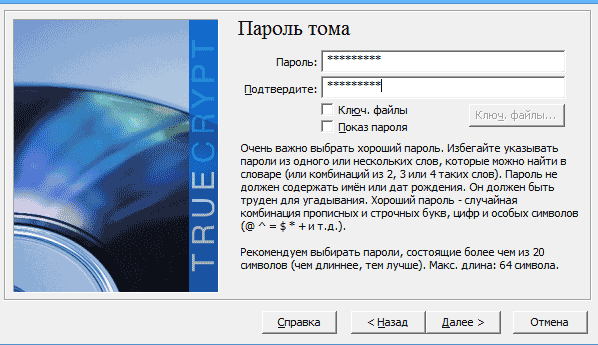 Пароль тома
Пароль: *********
Подтвердите: *********
Ключ. файлы
Ключ. файлы...
Показ пароля
Очень важно выбрать хороший пароль. Избегайте указывать
пароли из одного или нескольких слов, которые можно найти в
словаре (или комбинаций из 2, 3 или 4 таких слов). Пароль не
должен содержать имён или дат рождения. Он должен быть
труден для угадывания. Хороший пароль - случайная
комбинация прописных и строчных букв, цифр и особых символов
(@ ^ = $ * + и т.д.).
Рекомендуем выбирать пароли, состоящие более чем из 20
символов (чем длиннее, тем лучше). Макс. длина: 64 символа.
TRUECRYPT
Справка
< Назад
Далее >
Отмена